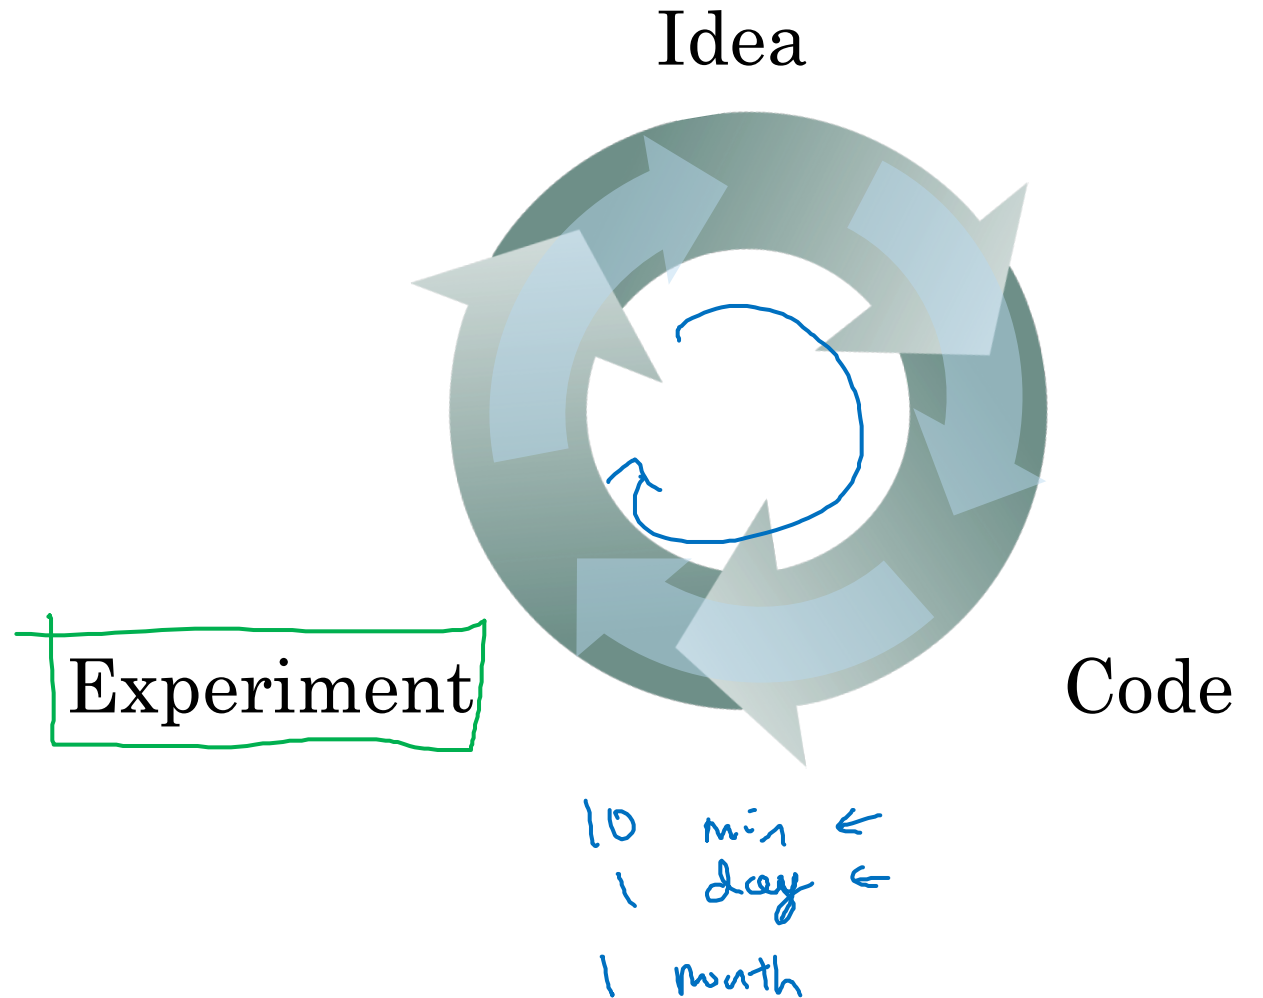 Idea
Experiment
Code
10 min ←
1 day ←
1 month